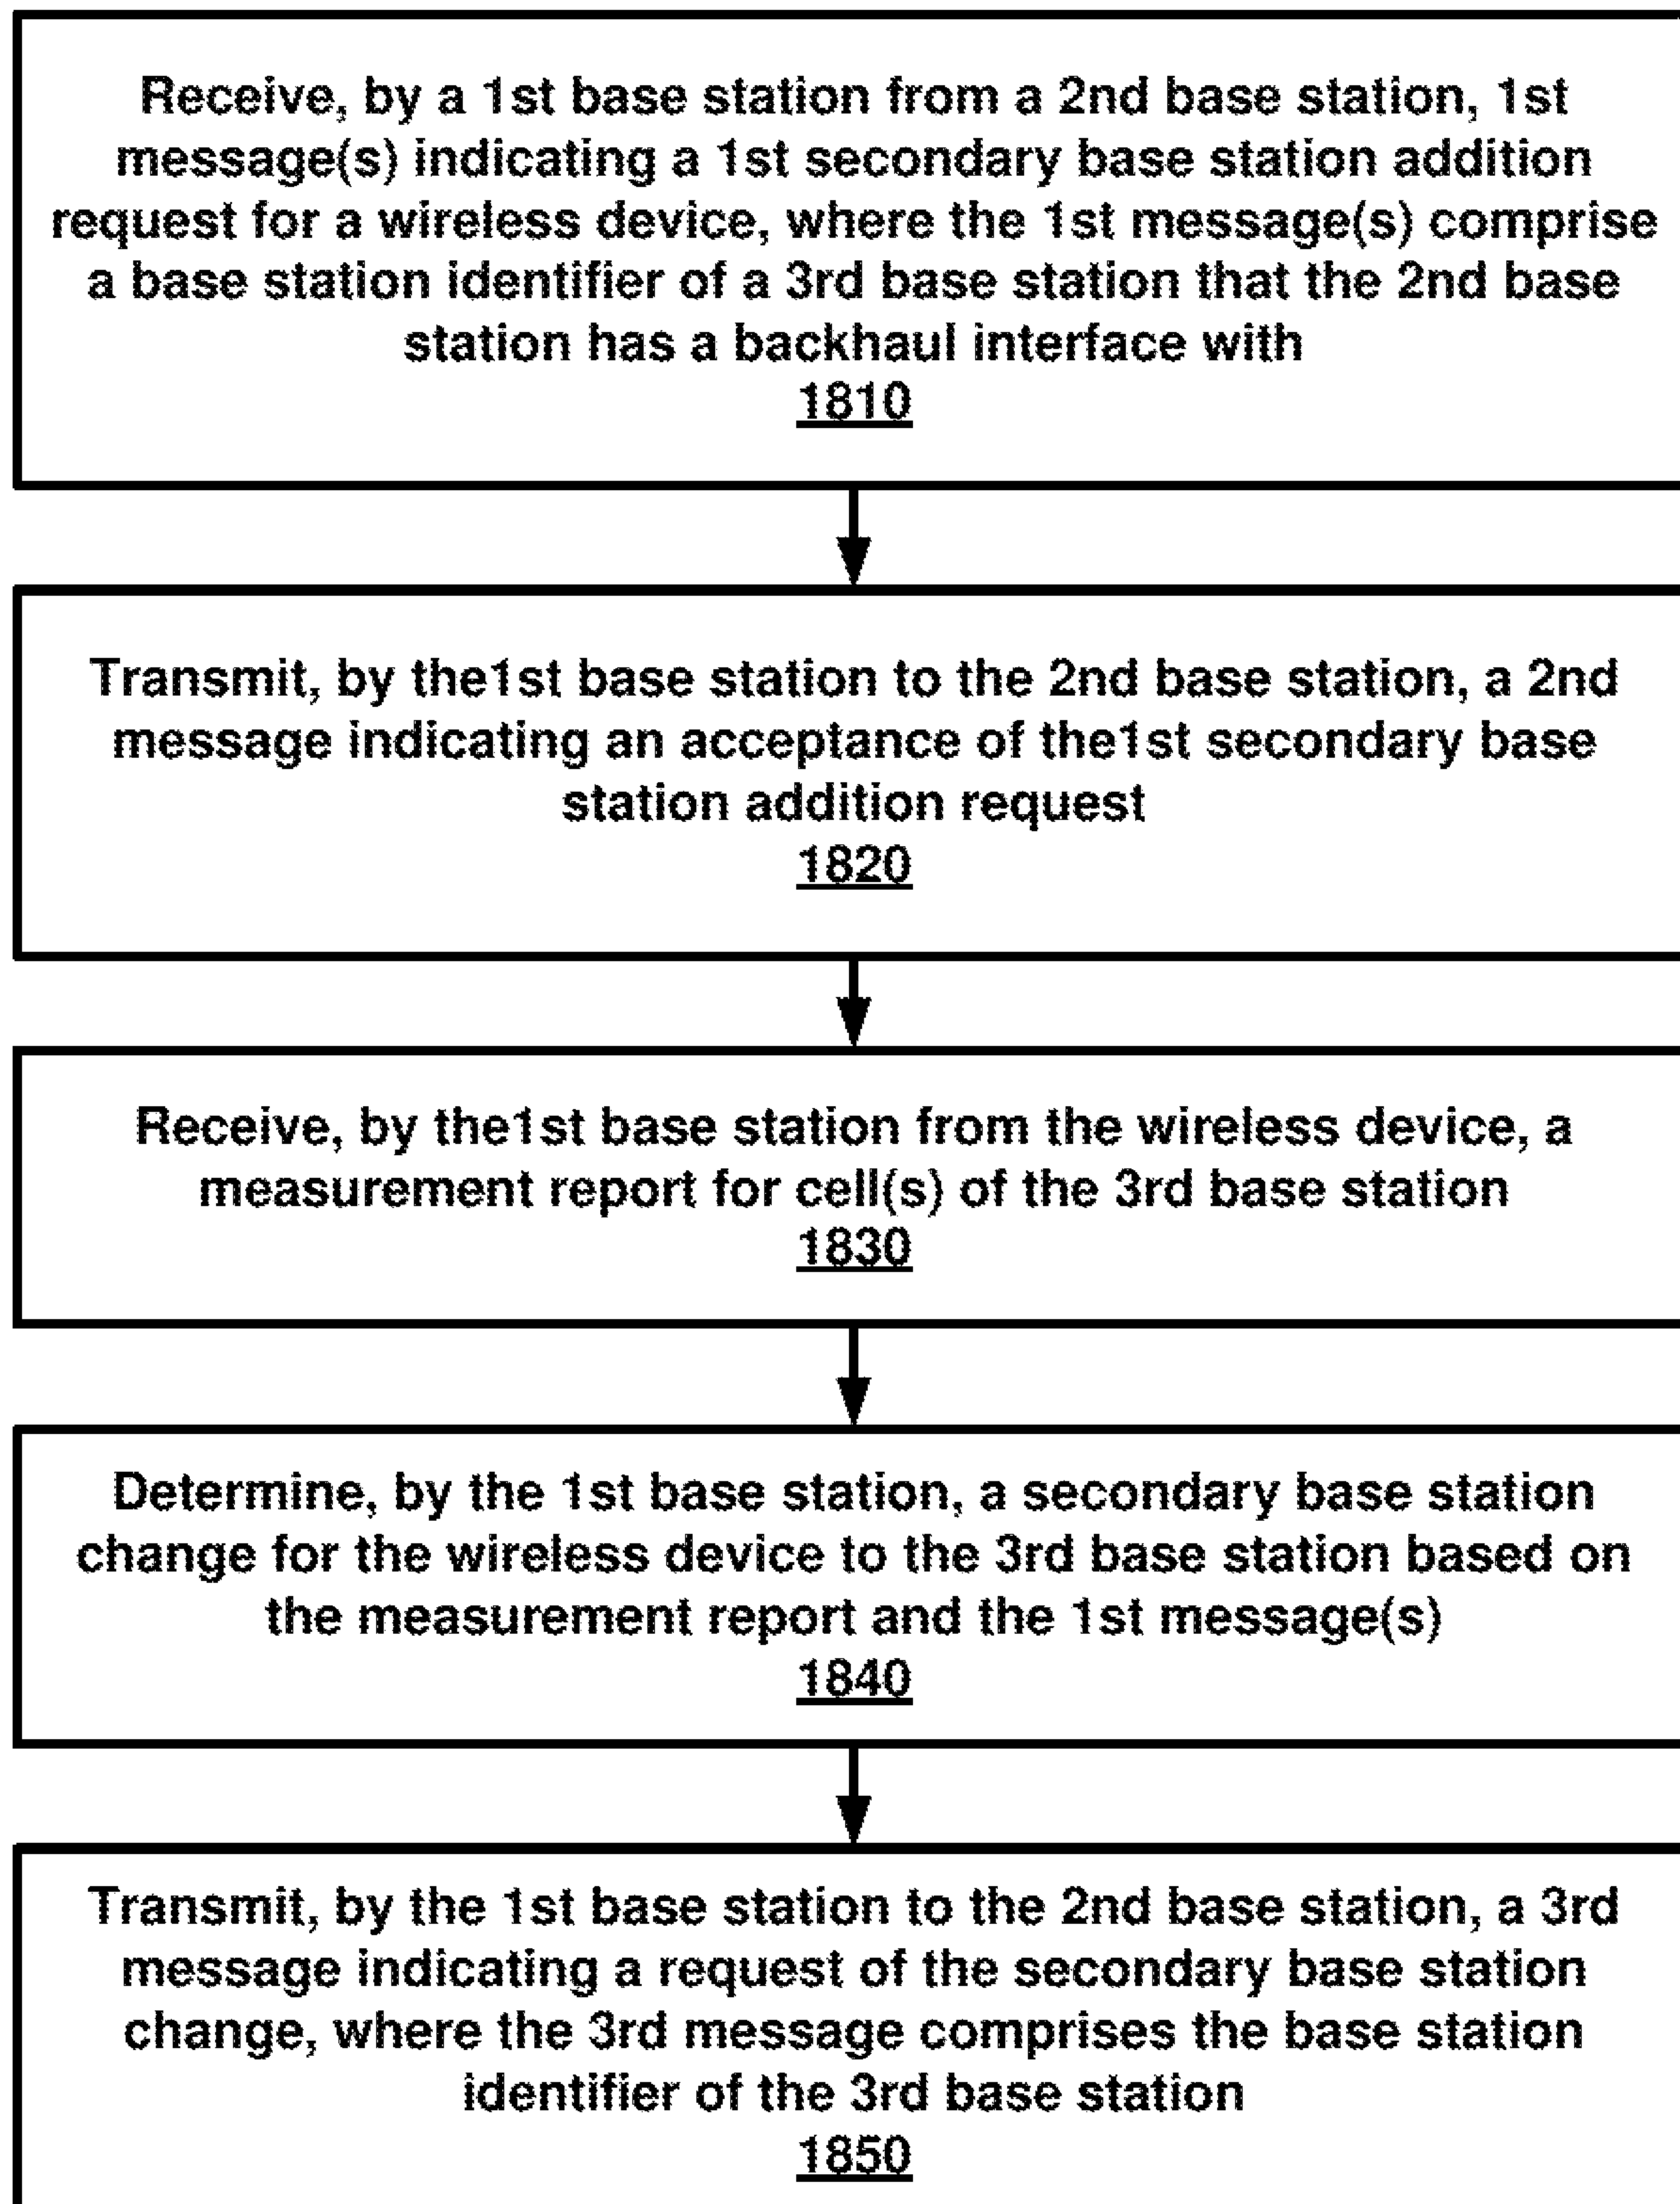 Receive, by a 1st base station from a 2nd base station, 1st
message(s) indicating a 1st secondary base station addition
request for a wireless device, where the 1st message(s) comprise
a base station identifier of a 3rd base station that the 2nd base
station has a backhaul interface with
1810
Transmit, by the1st base station to the 2nd base station, a 2nd
message indicating an acceptance of the1st secondary base
station addition request
1820
Receive, by the1st base station from the wireless device, a
measurement report for cell(s) of the 3rd base station
1830
Determine, by the 1st base station, a secondary base station
change for the wireless device to the 3rd base station based on
the measurement report and the 1st message(s)
1840
Transmit, by the 1st base station to the 2nd base station, a 3rd
message indicating a request of the secondary base station
change, where the 3rd message comprises the base station
identifier of the 3rd base station
1850